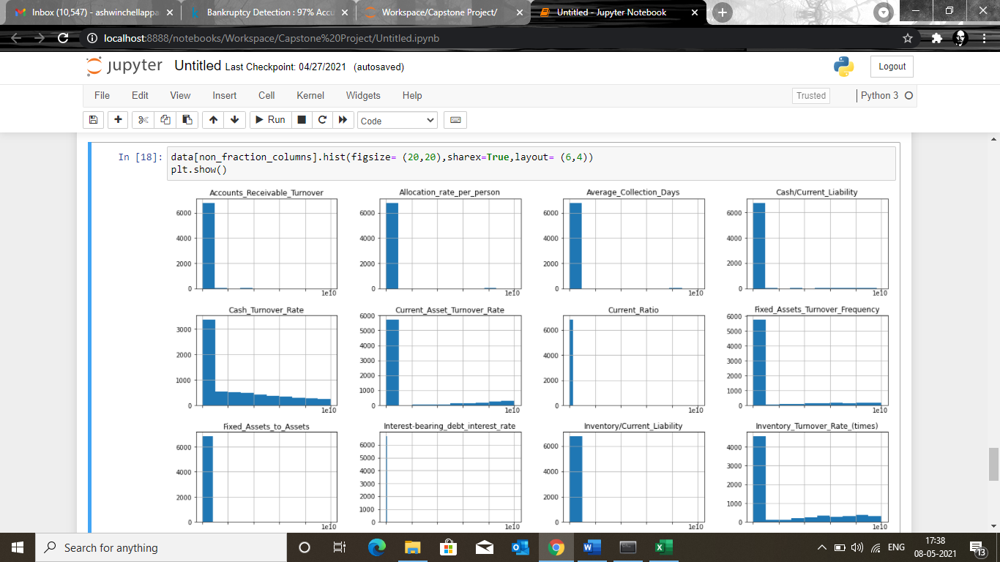 Inbox (10,547) - ashwinchellappa
Bankruptcy Detection : 97% Accu
Workspace/Capstone Project/
Untitled - Jupyter Notebook
localhost:8888/notebooks/Workspace/Capstone%20Project/Untitled.ipynb
jupyter Untitled Last Checkpoint: 04/27/2021 (autosaved)
Logout
File Edit View Insert Cell Kernel Widgets Help
Trusted
Python 3
Run
Code
In [18]: data[non_fraction_columns].hist(figsize= (20,20),sharex=True,layout= (6,4))
plt.show()
Accounts_Receivable_Turnover
6000
4000
2000
0
1e10
Allocation_rate_per_person
6000
4000
2000
0
1e10
Average_Collection_Days
6000
4000
2000
0
1e10
Cash/Current_Liability
6000
4000
2000
0
1e10
Cash_Turnover_Rate
3000
2000
1000
0
1e10
Current_Asset_Turnover_Rate
6000
5000
4000
3000
2000
1000
0
1e10
Current_Ratio
6000
4000
2000
0
1e10
Fixed_Assets_Turnover_Frequency
6000
5000
4000
3000
2000
1000
0
1e10
Fixed_Assets_to_Assets
6000
4000
2000
0
1e10
Interest-bearing_debt_interest_rate
6000
5000
4000
3000
2000
1000
0
1e10
Inventory/Current_Liability
6000
4000
2000
0
1e10
Inventory_Turnover_Rate_(times)
4000
3000
2000
1000
0
1e10
Search for anything
ENG
17:38
08-05-2021
13